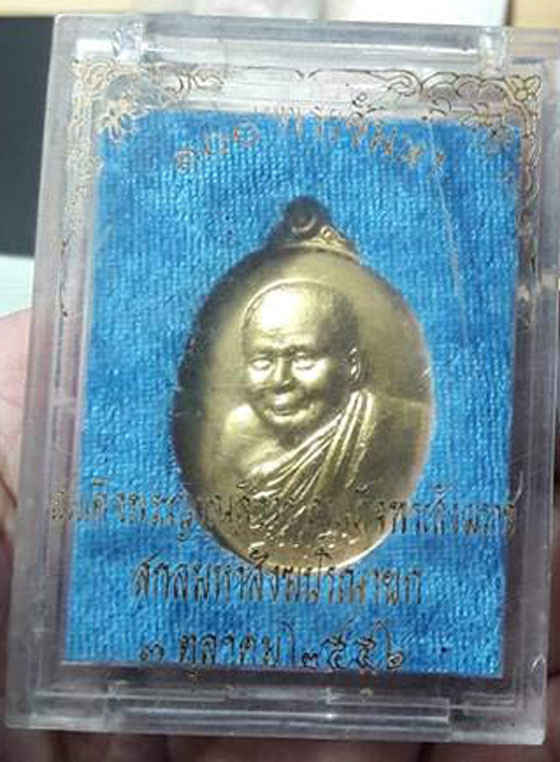 ๑๐๐ พระชันษา
สมเด็จพระญาณสังวร สมเด็จพระสังฆราช
สกลมหาสังฆปริณายก
๓ ตุลาคม ๒๕๕๖